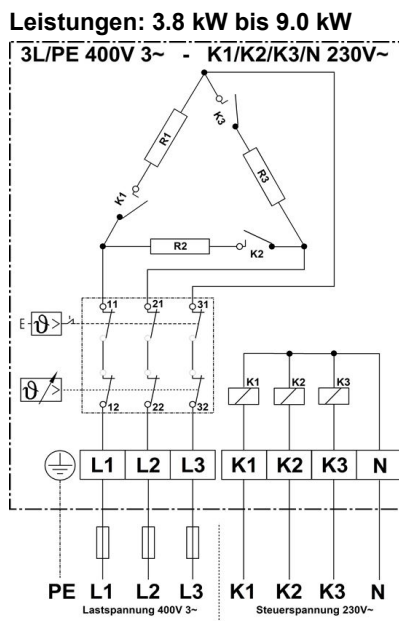 Leistungen: 3.8 kW bis 9.0 kW
3L/PE 400V 3~ - K1/K2/K3/N 230V~
K3
R1
R3
K1
R2
K2
11 21 31
E ϑ >
K1 K2 K3
ϑ >
12 22 32
L1 L2 L3 K1 K2 K3 N
PE L1 L2 L3 K1 K2 K3 N
Lastspannung 400V 3~ Steuerspannung 230V~